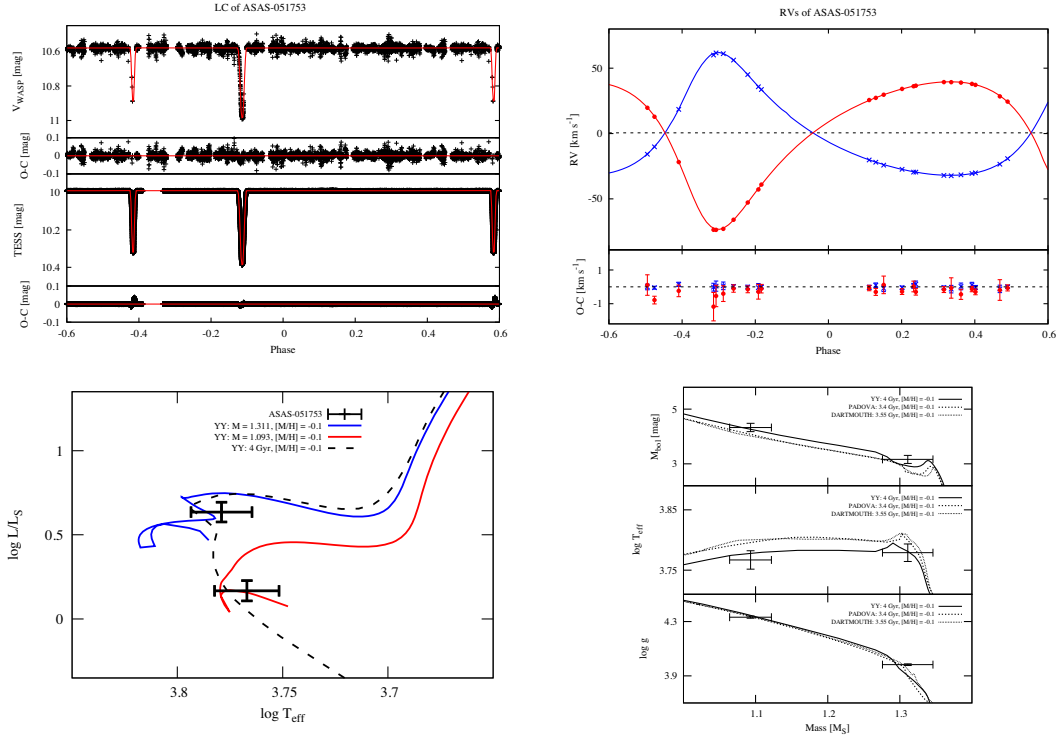 LC of ASAS-051753
V_WASP [mag]
10.6
10.8
11
O-C [mag]
0.1
0
-0.1
TESS [mag]
10
10.2
10.4
O-C [mag]
0.1
0
-0.6 -0.4 -0.2 0 0.2 0.4 0.6
Phase
RVs of ASAS-051753
RV [km s⁻¹]
50
0
-50
O-C [km s⁻¹]
1
0
-1
-0.6 -0.4 -0.2 0 0.2 0.4 0.6
Phase
ASAS-051753
YY: M = 1.311, [M/H] = -0.1
YY: M = 1.093, [M/H] = -0.1
YY: 4 Gyr, [M/H] = -0.1
log L/L_S
1
0.5
0
3.8 3.75 3.7
log T_eff
YY: 4 Gyr, [M/H] = -0.1
PADOVA: 3.4 Gyr, [M/H] = -0.1
DARTMOUTH: 3.55 Gyr, [M/H] = -0.1
M_bol [mag]
5
3
YY: 4 Gyr, [M/H] = -0.1
PADOVA: 3.4 Gyr, [M/H] = -0.1
DARTMOUTH: 3.55 Gyr, [M/H] = -0.1
log T_eff
3.85
3.75
YY: 4 Gyr, [M/H] = -0.1
PADOVA: 3.4 Gyr, [M/H] = -0.1
DARTMOUTH: 3.55 Gyr, [M/H] = -0.1
log g
4.3
3.9
1.1 1.2 1.3
Mass [M_S]